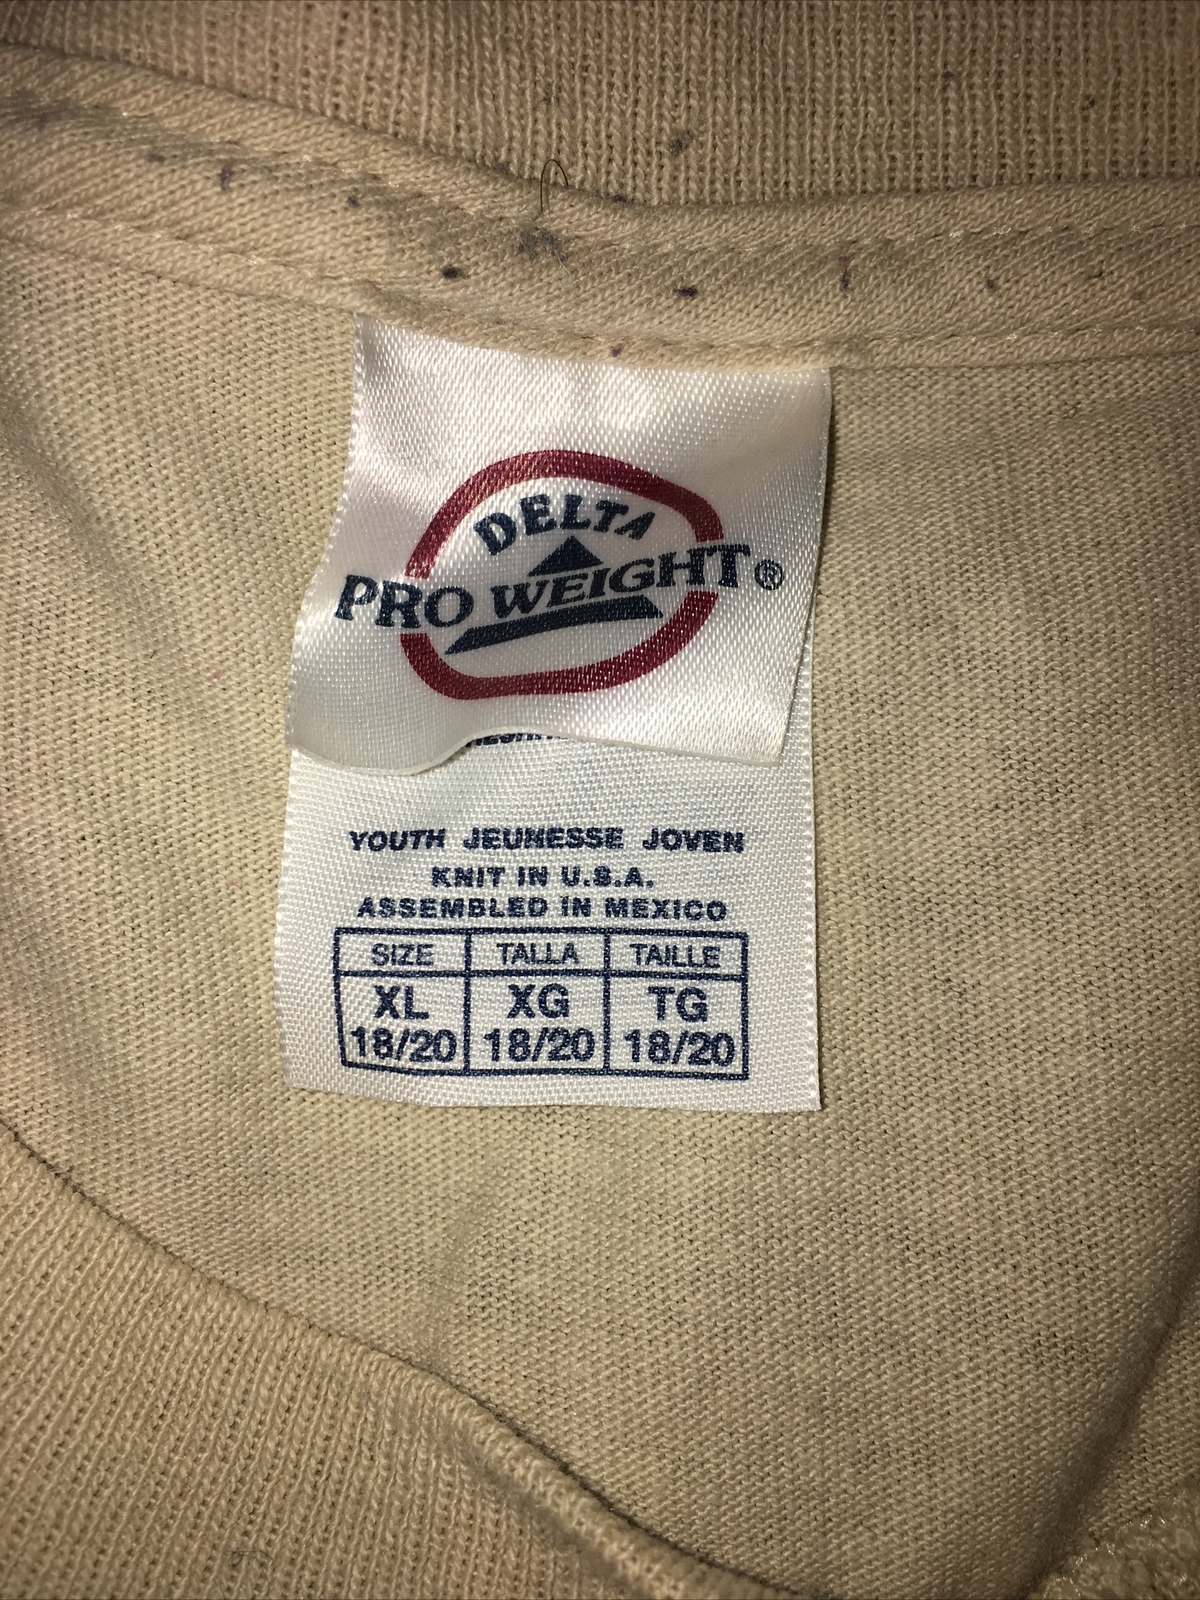 DELTA
PRO WEIGHT®
YOUTH JEUNESSE JOVEN
KNIT IN U.S.A.
ASSEMBLED IN MEXICO
SIZE TALLA TAILLE
XL XG TG
18/20 18/20 18/20